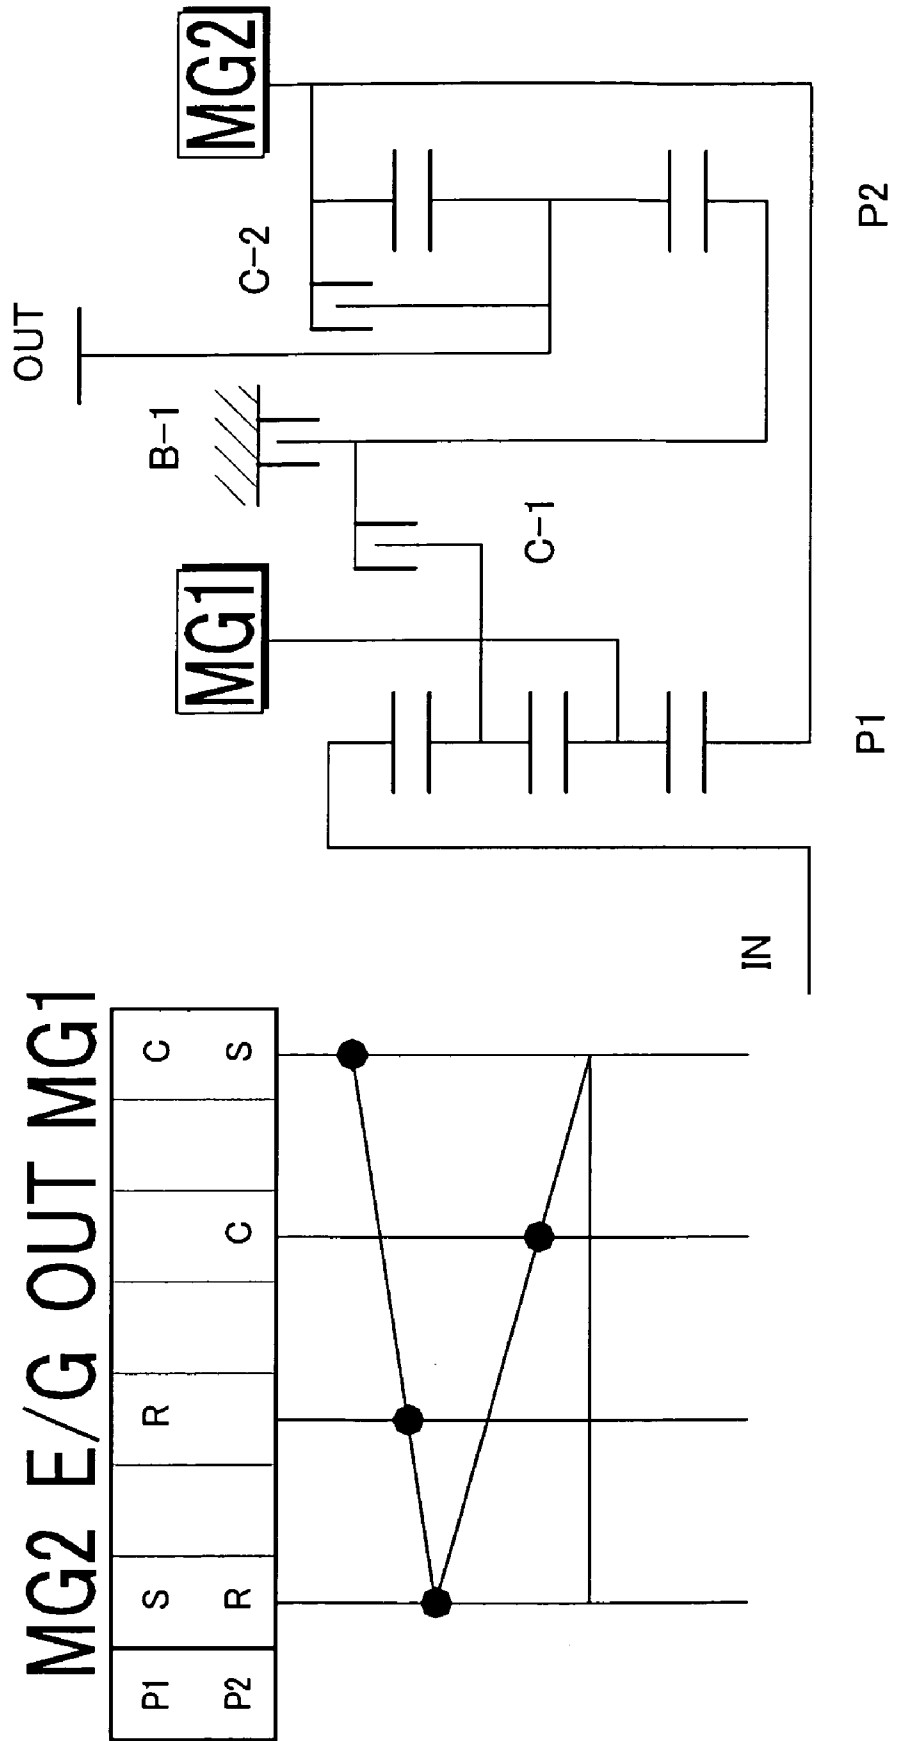 MG2 E/G OUT MG1
P1 S R C
P2 R C S
OUT
MG1
B-1
C-2
MG2
C-1
IN
P1
P2